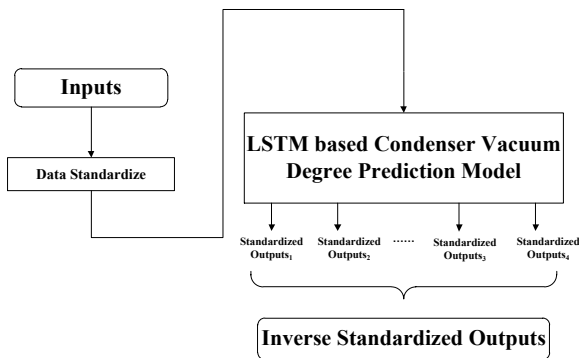 Inputs
Data Standardize
LSTM based Condenser Vacuum
Degree Prediction Model
Standardized
Outputs₁
Standardized
Outputs₂
......
Standardized
Outputs₃
Standardized
Outputs₄
Inverse Standardized Outputs